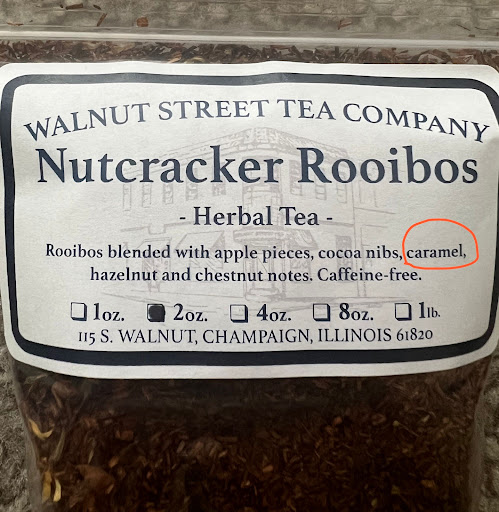 WALNUT STREET TEA COMPANY
Nutcracker Rooibos
- Herbal Tea -
Rooibos blended with apple pieces, cocoa nibs, caramel,
hazelnut and chestnut notes. Caffeine-free.
1oz. 2oz. 4oz. 8oz. 1lb.
115 S. WALNUT, CHAMPAIGN, ILLINOIS 61820